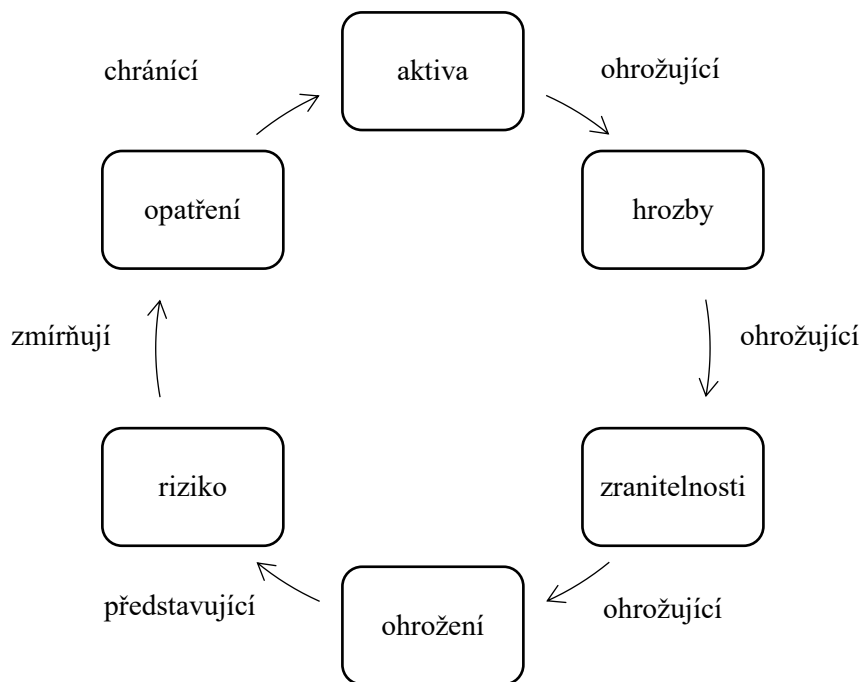 aktiva
chránící
ohrožující
opatření
hrozby
zmírňují
ohrožující
riziko
zranitelnosti
představující
ohrožení
ohrožující